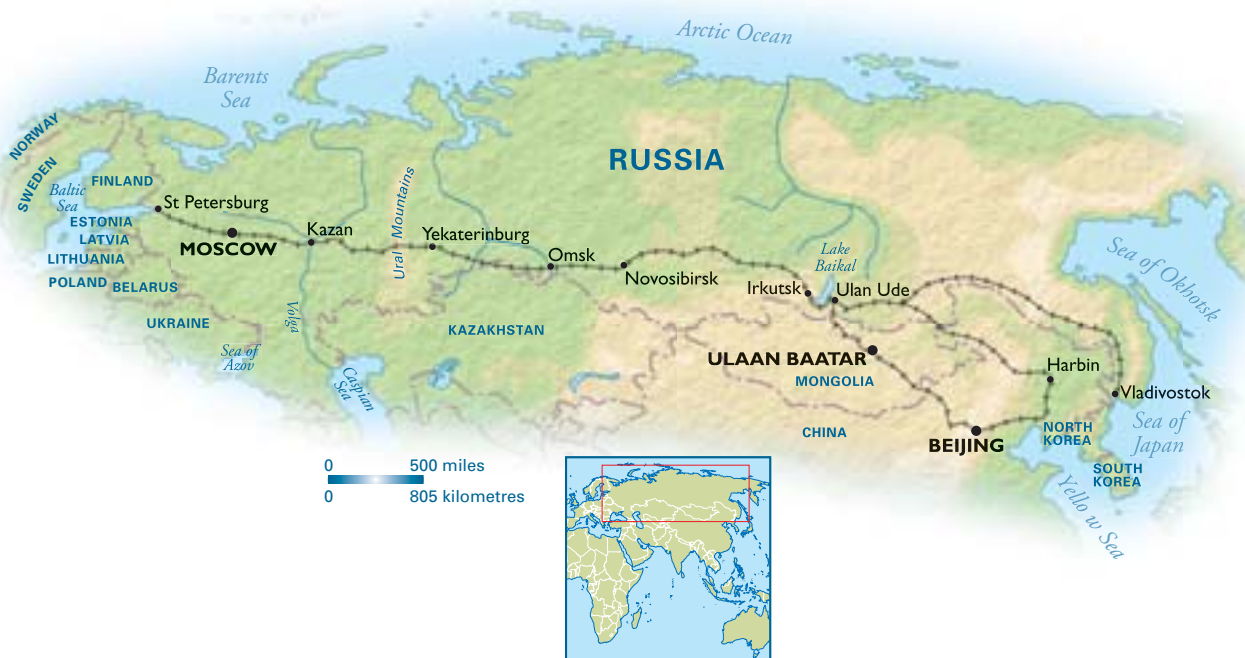 Arctic Ocean
Barents
Sea
NORWAY
SWEDEN
FINLAND
RUSSIA
Baltic
Sea
St Petersburg
ESTONIA
LATVIA
LITHUANIA
POLAND
BELARUS
UKRAINE
MOSCOW
Kazan
Ural Mountains
Yekaterinburg
Omsk
Novosibirsk
Irkutsk
Lake
Baikal
Ulan Ude
Sea of Okhotsk
Volga
KAZAKHSTAN
Sea of
Azov
Caspian
Sea
ULAAN BAATAR
MONGOLIA
Harbin
Vladivostok
CHINA
BEIJING
NORTH
KOREA
Sea of
Japan
SOUTH
KOREA
Yello w Sea
0 500 miles
0 805 kilometres